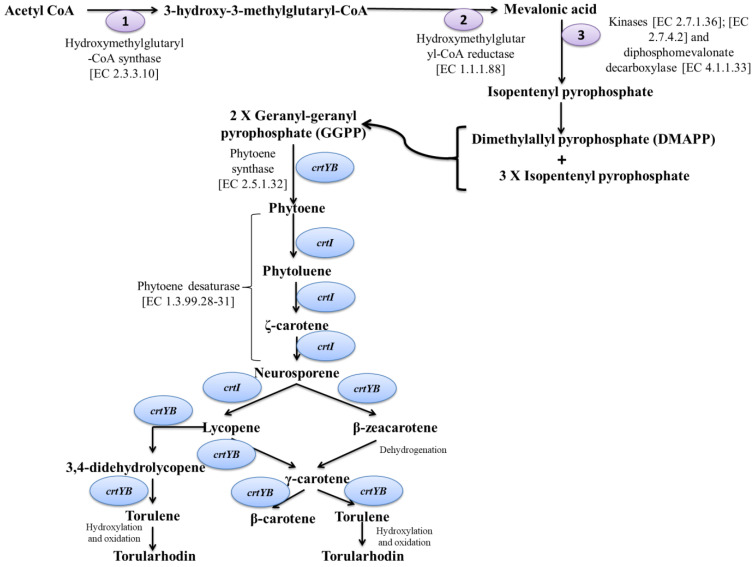 Acetyl CoA
1
3-hydroxy-3-methylglutaryl-CoA
2
Mevalonic acid
Hydroxymethylglutaryl
-CoA synthase
[EC 2.3.3.10]
Hydroxymethylglutar
yl-CoA reductase
[EC 1.1.1.88]
3
Kinases [EC 2.7.1.36]; [EC
2.7.4.2] and
diphosphomevalonate
decarboxylase [EC 4.1.1.33]
Isopentenyl pyrophosphate
2 X Geranyl-geranyl
pyrophosphate (GGPP)
Dimethylallyl pyrophosphate (DMAPP)
+
3 X Isopentenyl pyrophosphate
Phytoene
synthase
[EC 2.5.1.32]
crtYB
Phytoene
crtI
Phytoluene
Phytoene desaturase
[EC 1.3.99.28-31]
crtI
ζ-carotene
crtI
Neurosporene
crtI
crtYB
crtYB
Lycopene
β-zeacarotene
crtYB
Dehydrogenation
3,4-didehydrolycopene
γ-carotene
crtYB
crtYB
crtYB
Torulene
β-carotene
Torulene
Hydroxylation
and oxidation
Hydroxylation
and oxidation
Torularhodin
Torularhodin